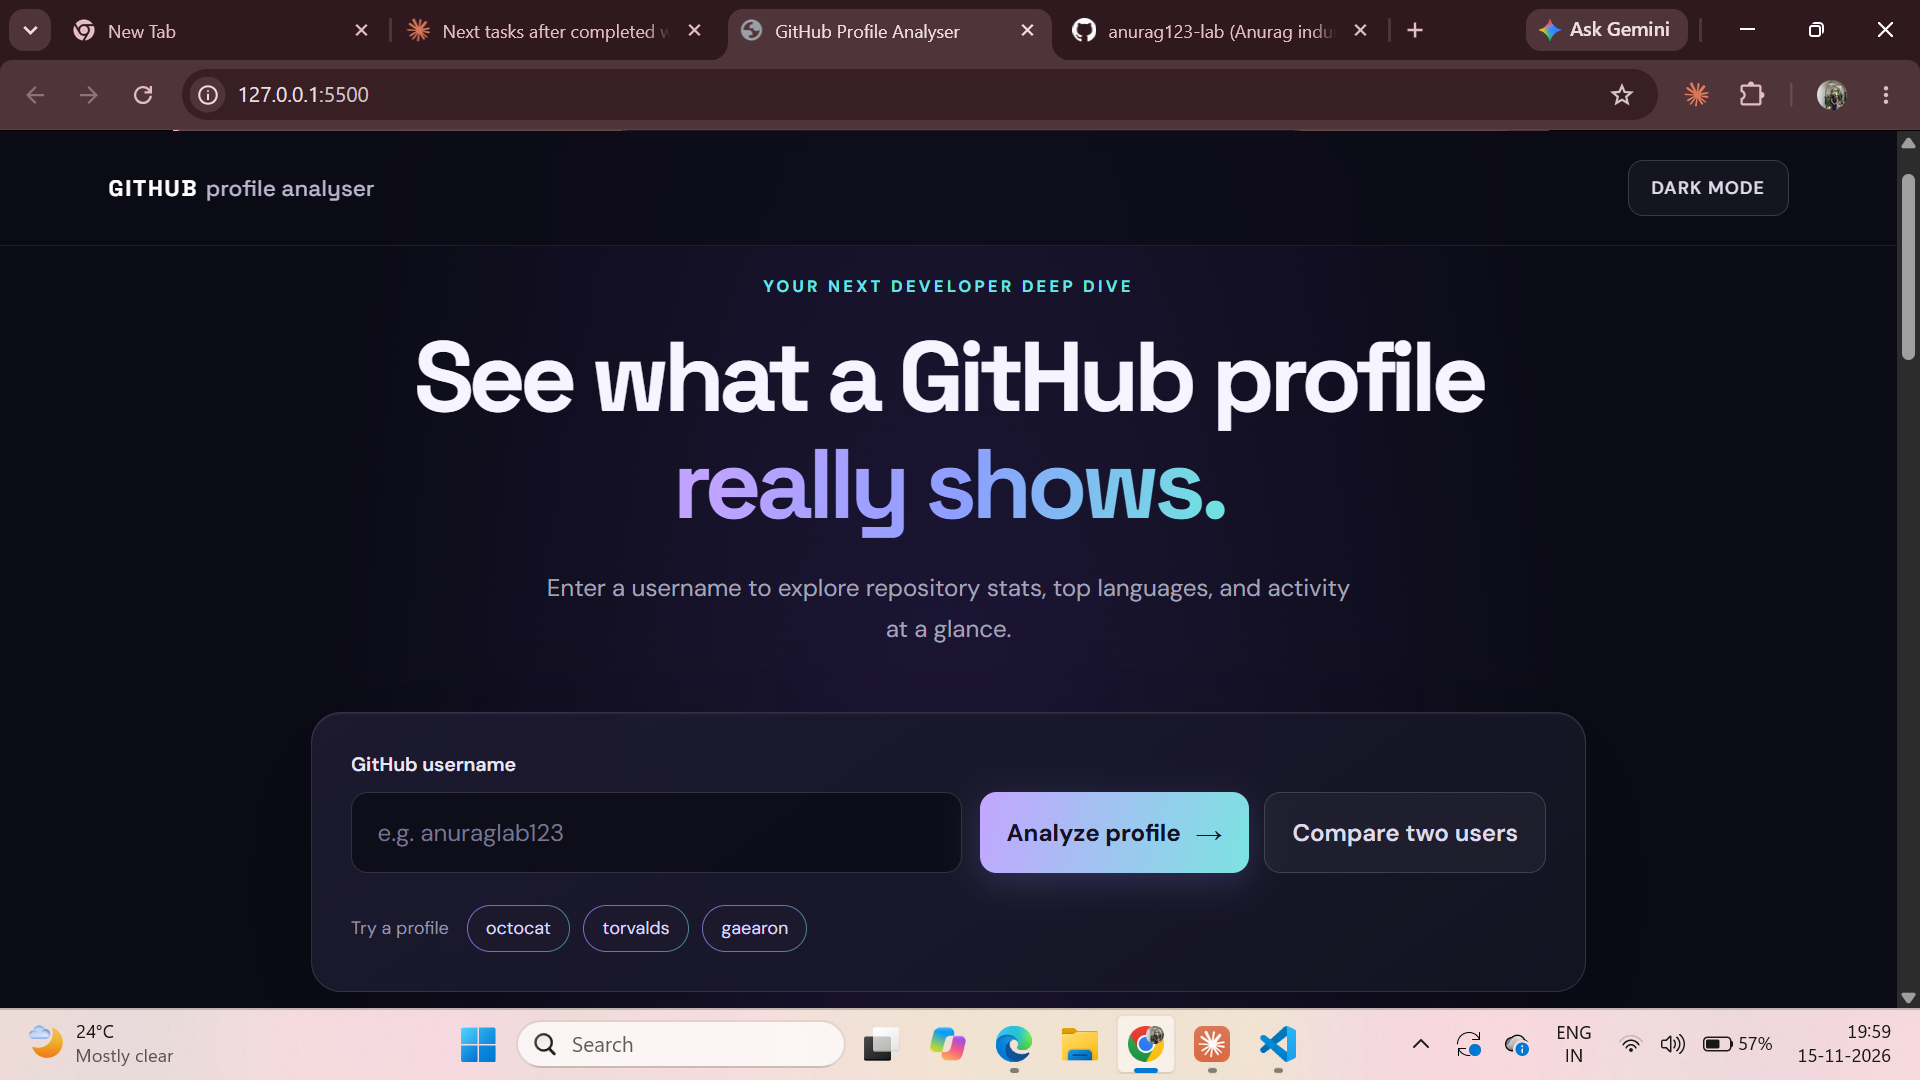 New Tab
Next tasks after completed w
GitHub Profile Analyser
anurag123-lab (Anurag indu
Ask Gemini
127.0.0.1:5500
GITHUB profile analyser
DARK MODE
YOUR NEXT DEVELOPER DEEP DIVE
See what a GitHub profile
really shows.
Enter a username to explore repository stats, top languages, and activity
at a glance.
GitHub username
e.g. anuraglab123
Analyze profile →
Compare two users
Try a profile
octocat
torvalds
gaearon
24°C
Mostly clear
Search
ENG
IN
57%
19:59
15-11-2026